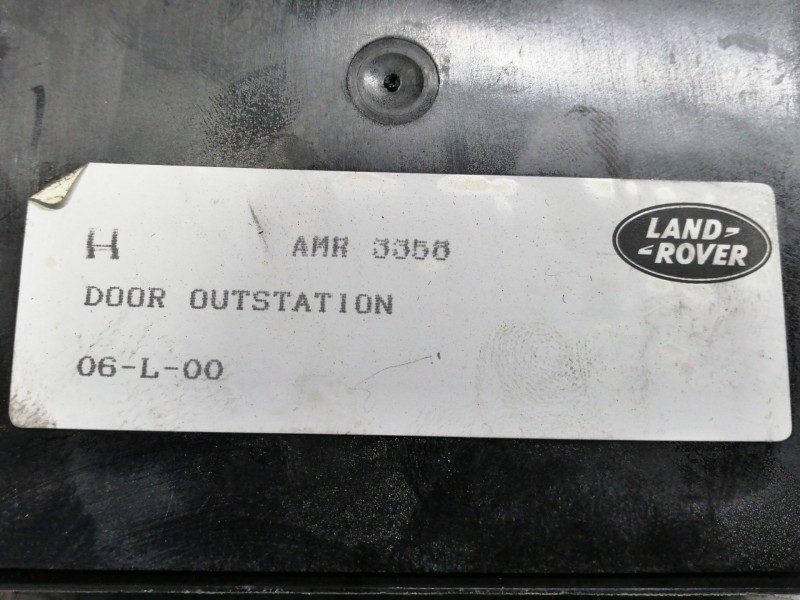 H AMR 3358
LAND-
-ROVER
DOOR OUTSTATION
06-L-00